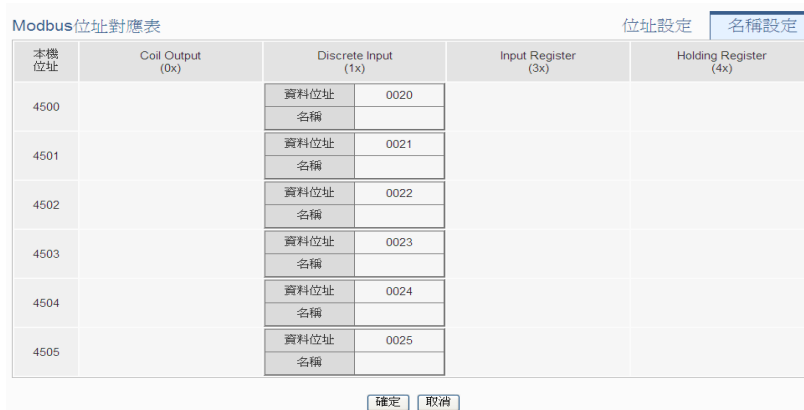 Modbus位址對應表 位址設定 名稱設定
本機位址 Coil Output (0x) Discrete Input (1x) Input Register (3x) Holding Register (4x)
4500 資料位址 0020
名稱
4501 資料位址 0021
名稱
4502 資料位址 0022
名稱
4503 資料位址 0023
名稱
4504 資料位址 0024
名稱
4505 資料位址 0025
名稱
確定 取消